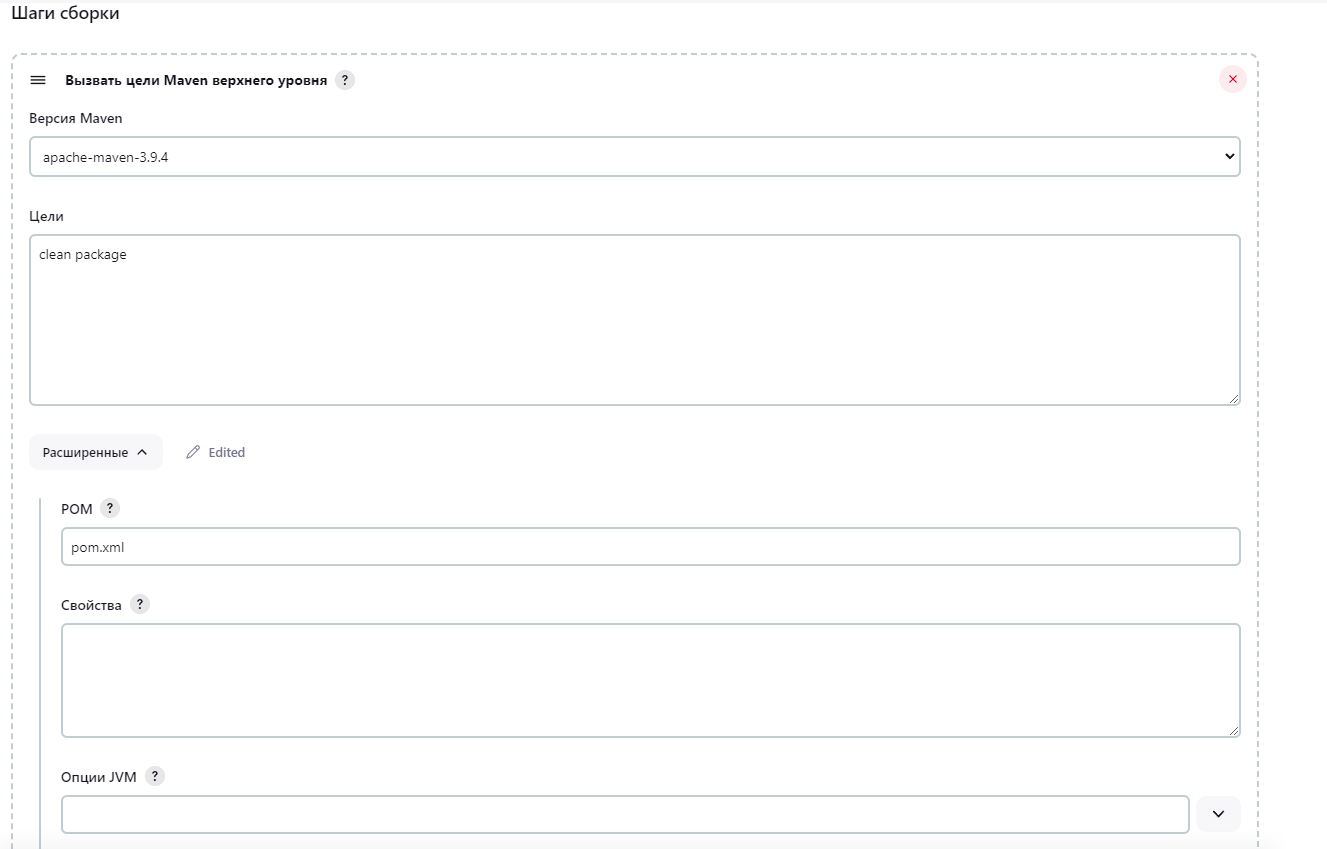 Шаги сборки
Вызвать цели Maven верхнего уровня ?
Версия Maven
apache-maven-3.9.4
Цели
clean package
Расширенные Edited
POM ?
pom.xml
Свойства ?
Опции JVM ?